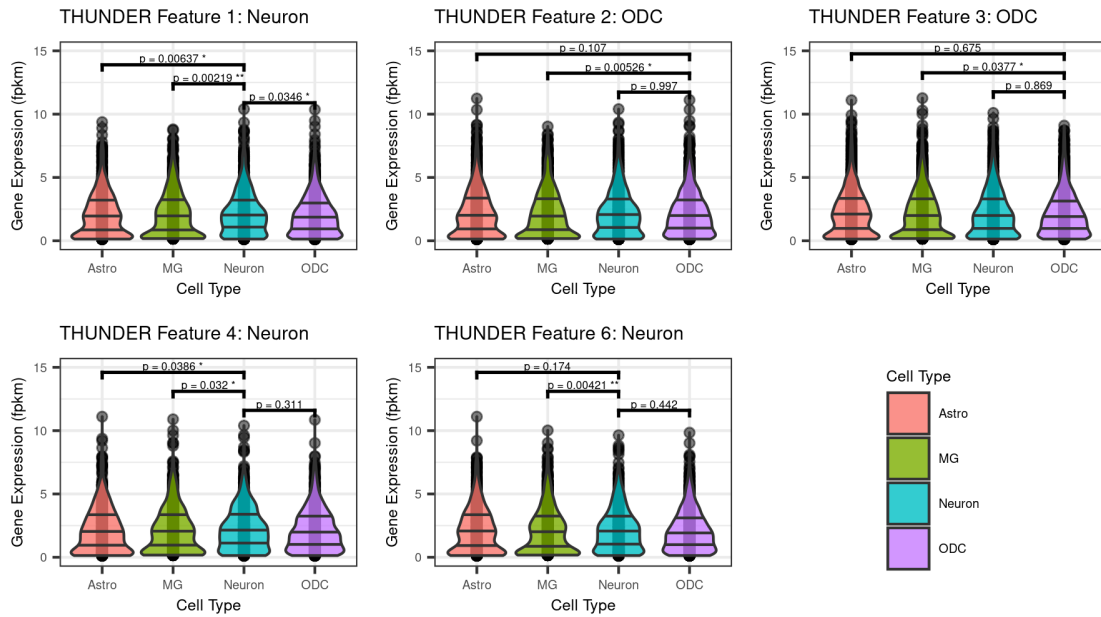 THUNDER Feature 1: Neuron
Gene Expression (fpkm)
15
10
5
0
p = 0.00637 *
p = 0.00219 **
p = 0.0346 *
Astro MG Neuron ODC
Cell Type
THUNDER Feature 2: ODC
Gene Expression (fpkm)
15
10
5
0
p = 0.107
p = 0.00526 *
p = 0.997
Astro MG Neuron ODC
Cell Type
THUNDER Feature 3: ODC
Gene Expression (fpkm)
15
10
5
0
p = 0.675
p = 0.0377 *
p = 0.869
Astro MG Neuron ODC
Cell Type
THUNDER Feature 4: Neuron
Gene Expression (fpkm)
15
10
5
0
p = 0.0386 *
p = 0.032 *
p = 0.311
Astro MG Neuron ODC
Cell Type
THUNDER Feature 6: Neuron
Gene Expression (fpkm)
15
10
5
0
p = 0.174
p = 0.00421 **
p = 0.442
Astro MG Neuron ODC
Cell Type
Cell Type
Astro
MG
Neuron
ODC